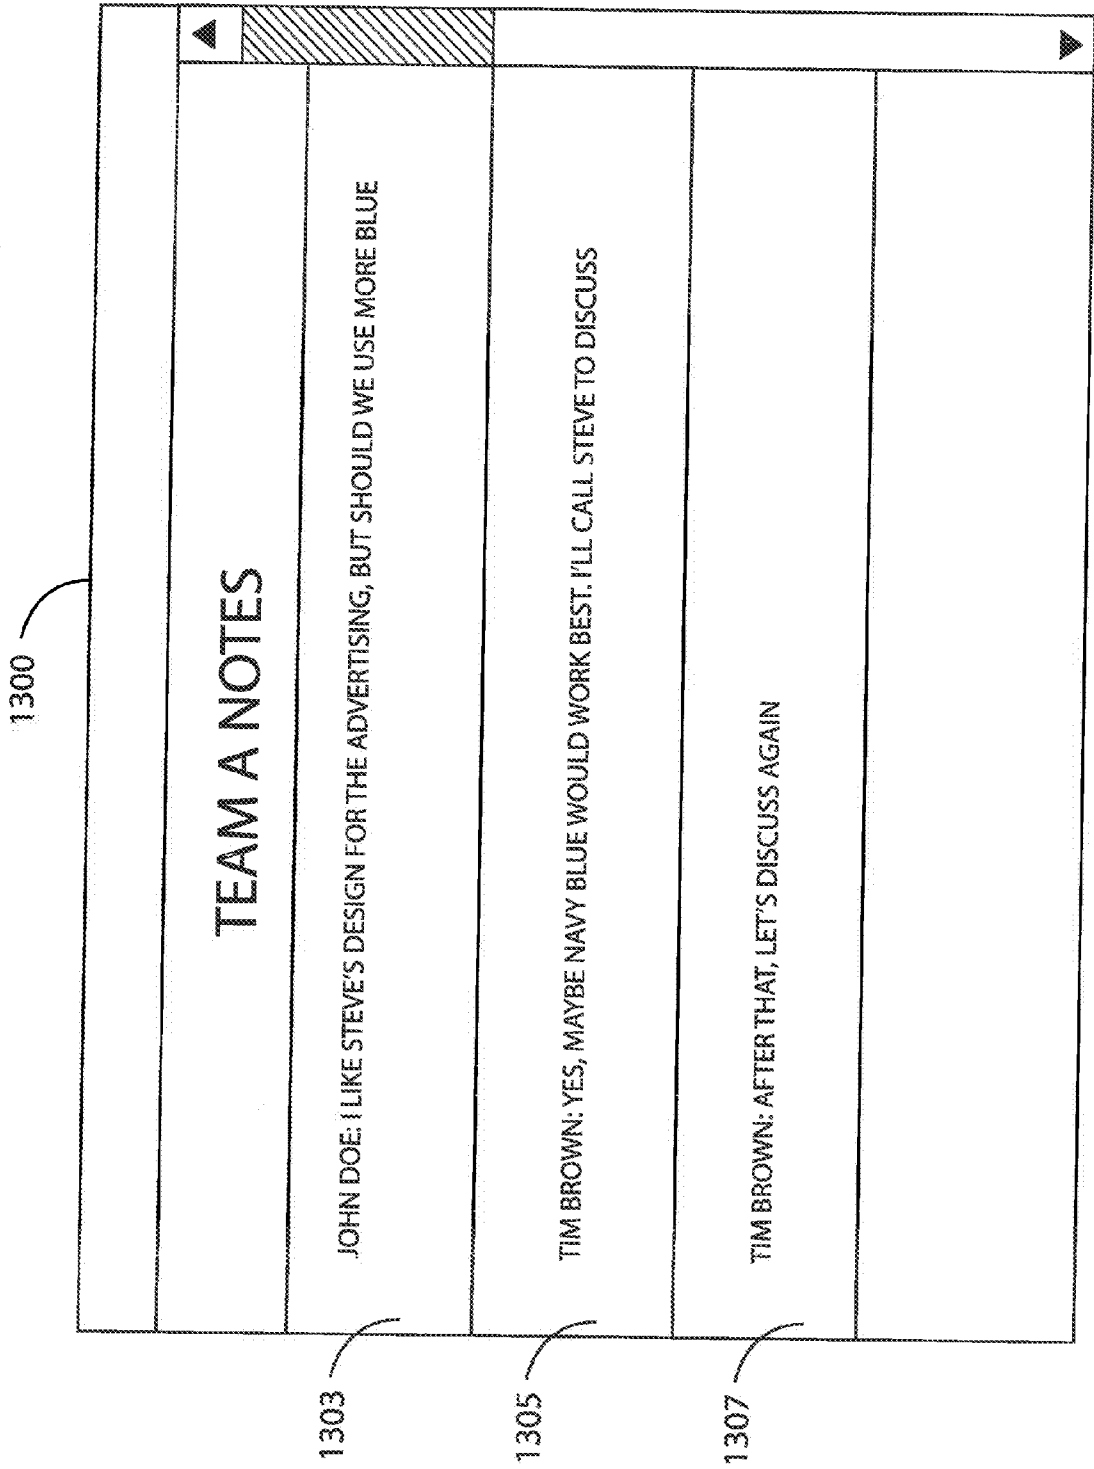 1300
TEAM A NOTES
1303
JOHN DOE: I LIKE STEVE'S DESIGN FOR THE ADVERTISING, BUT SHOULD WE USE MORE BLUE
1305
TIM BROWN: YES, MAYBE NAVY BLUE WOULD WORK BEST. I'LL CALL STEVE TO DISCUSS
1307
TIM BROWN: AFTER THAT, LET'S DISCUSS AGAIN